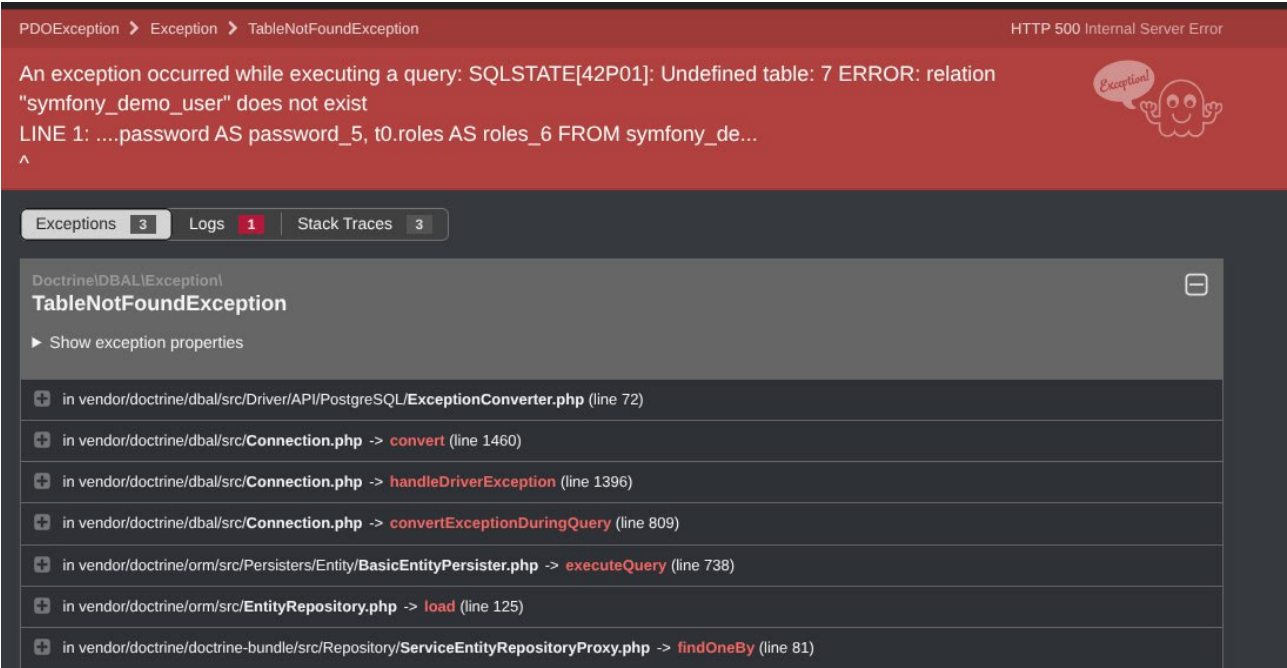 PDOException > Exception > TableNotFoundException
HTTP 500 Internal Server Error
An exception occurred while executing a query: SQLSTATE[42P01]: Undefined table: 7 ERROR: relation
"symfony_demo_user" does not exist
LINE 1: ....password AS password_5, t0.roles AS roles_6 FROM symfony_de...
^
Exception!
Exceptions 3 Logs 1 Stack Traces 3
Doctrine\DBAL\Exception\
TableNotFoundException
Show exception properties
in vendor/doctrine/dbal/src/Driver/API/PostgreSQL/ExceptionConverter.php (line 72)
in vendor/doctrine/dbal/src/Connection.php -> convert (line 1460)
in vendor/doctrine/dbal/src/Connection.php -> handleDriverException (line 1396)
in vendor/doctrine/dbal/src/Connection.php -> convertExceptionDuringQuery (line 809)
in vendor/doctrine/orm/src/Persisters/Entity/BasicEntityPersister.php -> executeQuery (line 738)
in vendor/doctrine/orm/src/EntityRepository.php -> load (line 125)
in vendor/doctrine/doctrine-bundle/src/Repository/ServiceEntityRepositoryProxy.php -> findOneBy (line 81)